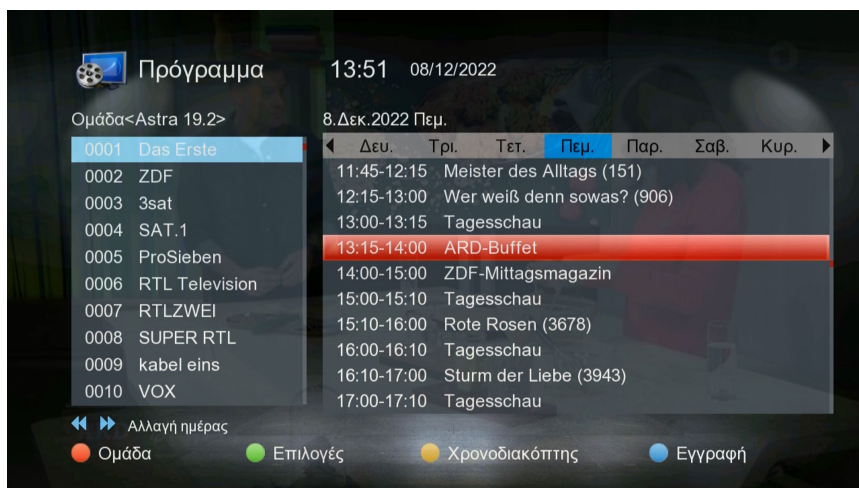 Πρόγραμμα 13:51 08/12/2022
Ομάδα<Astra 19.2>
0001 Das Erste
0002 ZDF
0003 3sat
0004 SAT.1
0005 ProSieben
0006 RTL Television
0007 RTLZWEI
0008 SUPER RTL
0009 kabel eins
0010 VOX
8.Δεκ.2022 Πεμ.
Δευ. Τρι. Τετ. Πεμ. Παρ. Σαβ. Κυρ.
11:45-12:15 Meister des Alltags (151)
12:15-13:00 Wer weiß denn sowas? (906)
13:00-13:15 Tagesschau
13:15-14:00 ARD-Buffet
14:00-15:00 ZDF-Mittagsmagazin
15:00-15:10 Tagesschau
15:10-16:00 Rote Rosen (3678)
16:00-16:10 Tagesschau
16:10-17:00 Sturm der Liebe (3943)
17:00-17:10 Tagesschau
Αλλαγή ημέρας
Ομάδα Επιλογές Χρονοδιακόπτης Εγγραφή